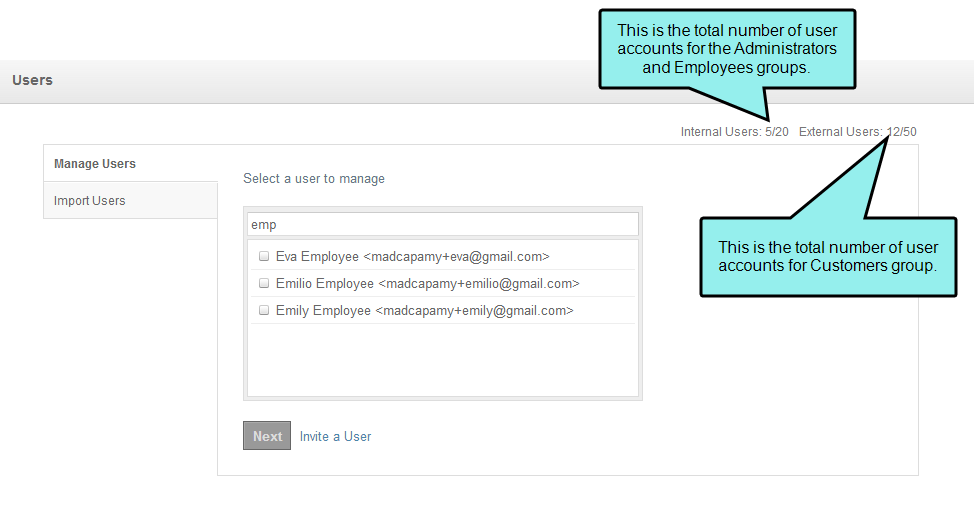 This is the total number of user
accounts for the Administrators
and Employees groups.
Users
Internal Users: 5/20 External Users: 12/50
Manage Users
Import Users
Select a user to manage
emp
Eva Employee <madcapamy+eva@gmail.com>
Emilio Employee <madcapamy+emilio@gmail.com>
Emily Employee <madcapamy+emily@gmail.com>
This is the total number of user
accounts for Customers group.
Next Invite a User